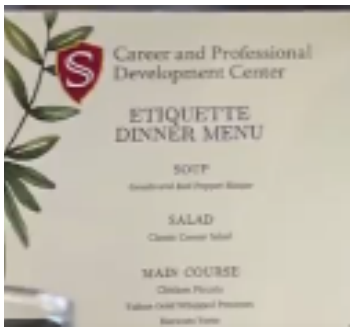 S
Career and Professional
Development Center
ETIQUETTE
DINNER MENU
SOUP
Red Pepper Bisque
SALAD
Classic Caesar Salad
MAIN COURSE
Chicken Piccata
Yukon Gold Whipped Potatoes